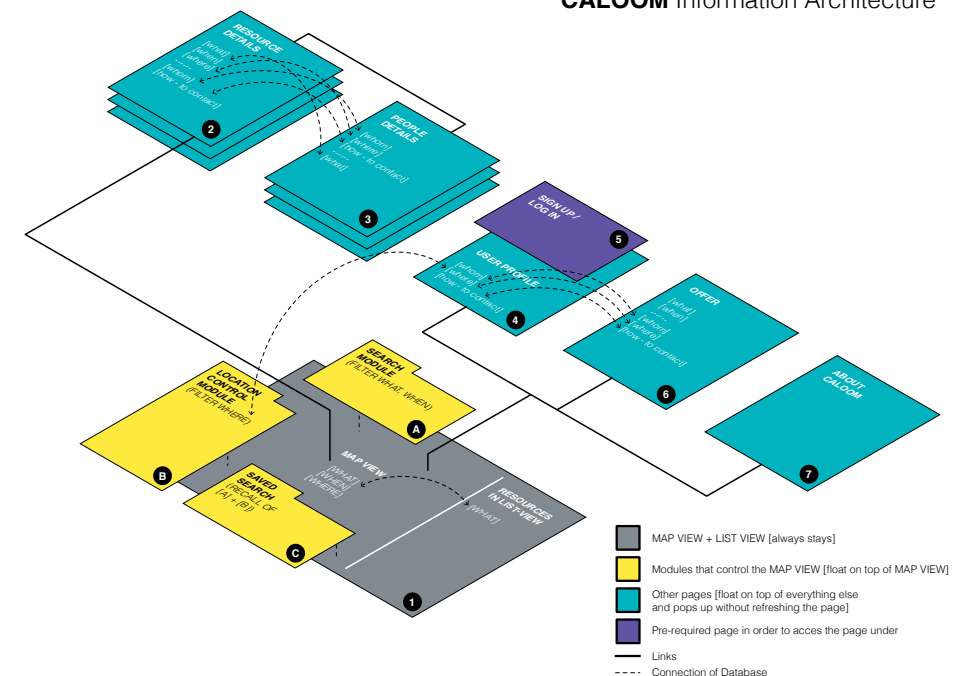 CALOOM Information Architecture
RESOURCE
DETAILS
[what]
[when]
[where]
......
[whom]
[how - to contact]
2
PEOPLE
DETAILS
[whom]
[where]
[how - to contact]
......
[what]
3
SIGN UP /
LOG IN
5
USER PROFILE
[whom]
[where]
[how - to contact]
4
OFFER
[what]
[when]
......
[whom]
[where]
[how - to contact]
6
ABOUT
CALOOM
7
SEARCH
MODULE
(FILTER WHAT, WHEN)
A
LOCATION
CONTROL
MODULE
(FILTER WHERE)
B
SAVED
SEARCH
(RECALL OF
[A] + [B])
C
MAP VIEW
[WHAT]
[WHEN]
[WHERE]
RESOURCES
IN LIST-VIEW
[WHAT]
1
MAP VIEW + LIST VIEW [always stays]
Modules that control the MAP VIEW [float on top of MAP VIEW]
Other pages [float on top of everything else
and pops up without refreshing the page]
Pre-required page in order to acces the page under
Links
Connection of Database